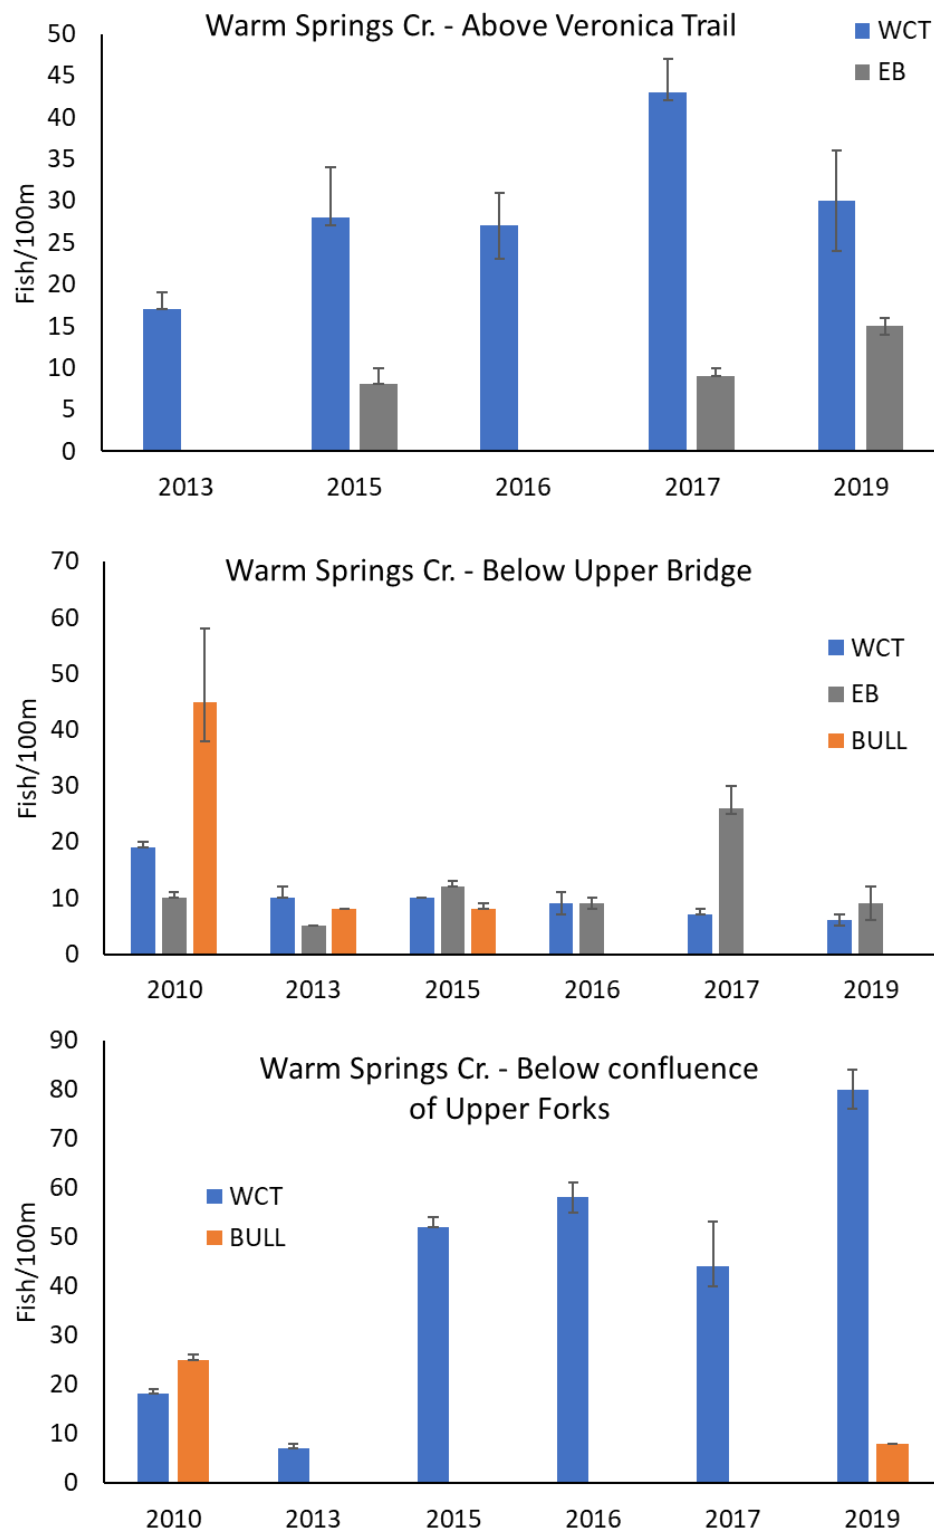 Warm Springs Cr. - Above Veronica Trail
WCT
EB
Fish/100m
50
45
40
35
30
25
20
15
10
5
0
2013 2015 2016 2017 2019
Warm Springs Cr. - Below Upper Bridge
WCT
EB
BULL
Fish/100m
70
60
50
40
30
20
10
0
2010 2013 2015 2016 2017 2019
Warm Springs Cr. - Below confluence
of Upper Forks
WCT
BULL
Fish/100m
90
80
70
60
50
40
30
20
10
0
2010 2013 2015 2016 2017 2019